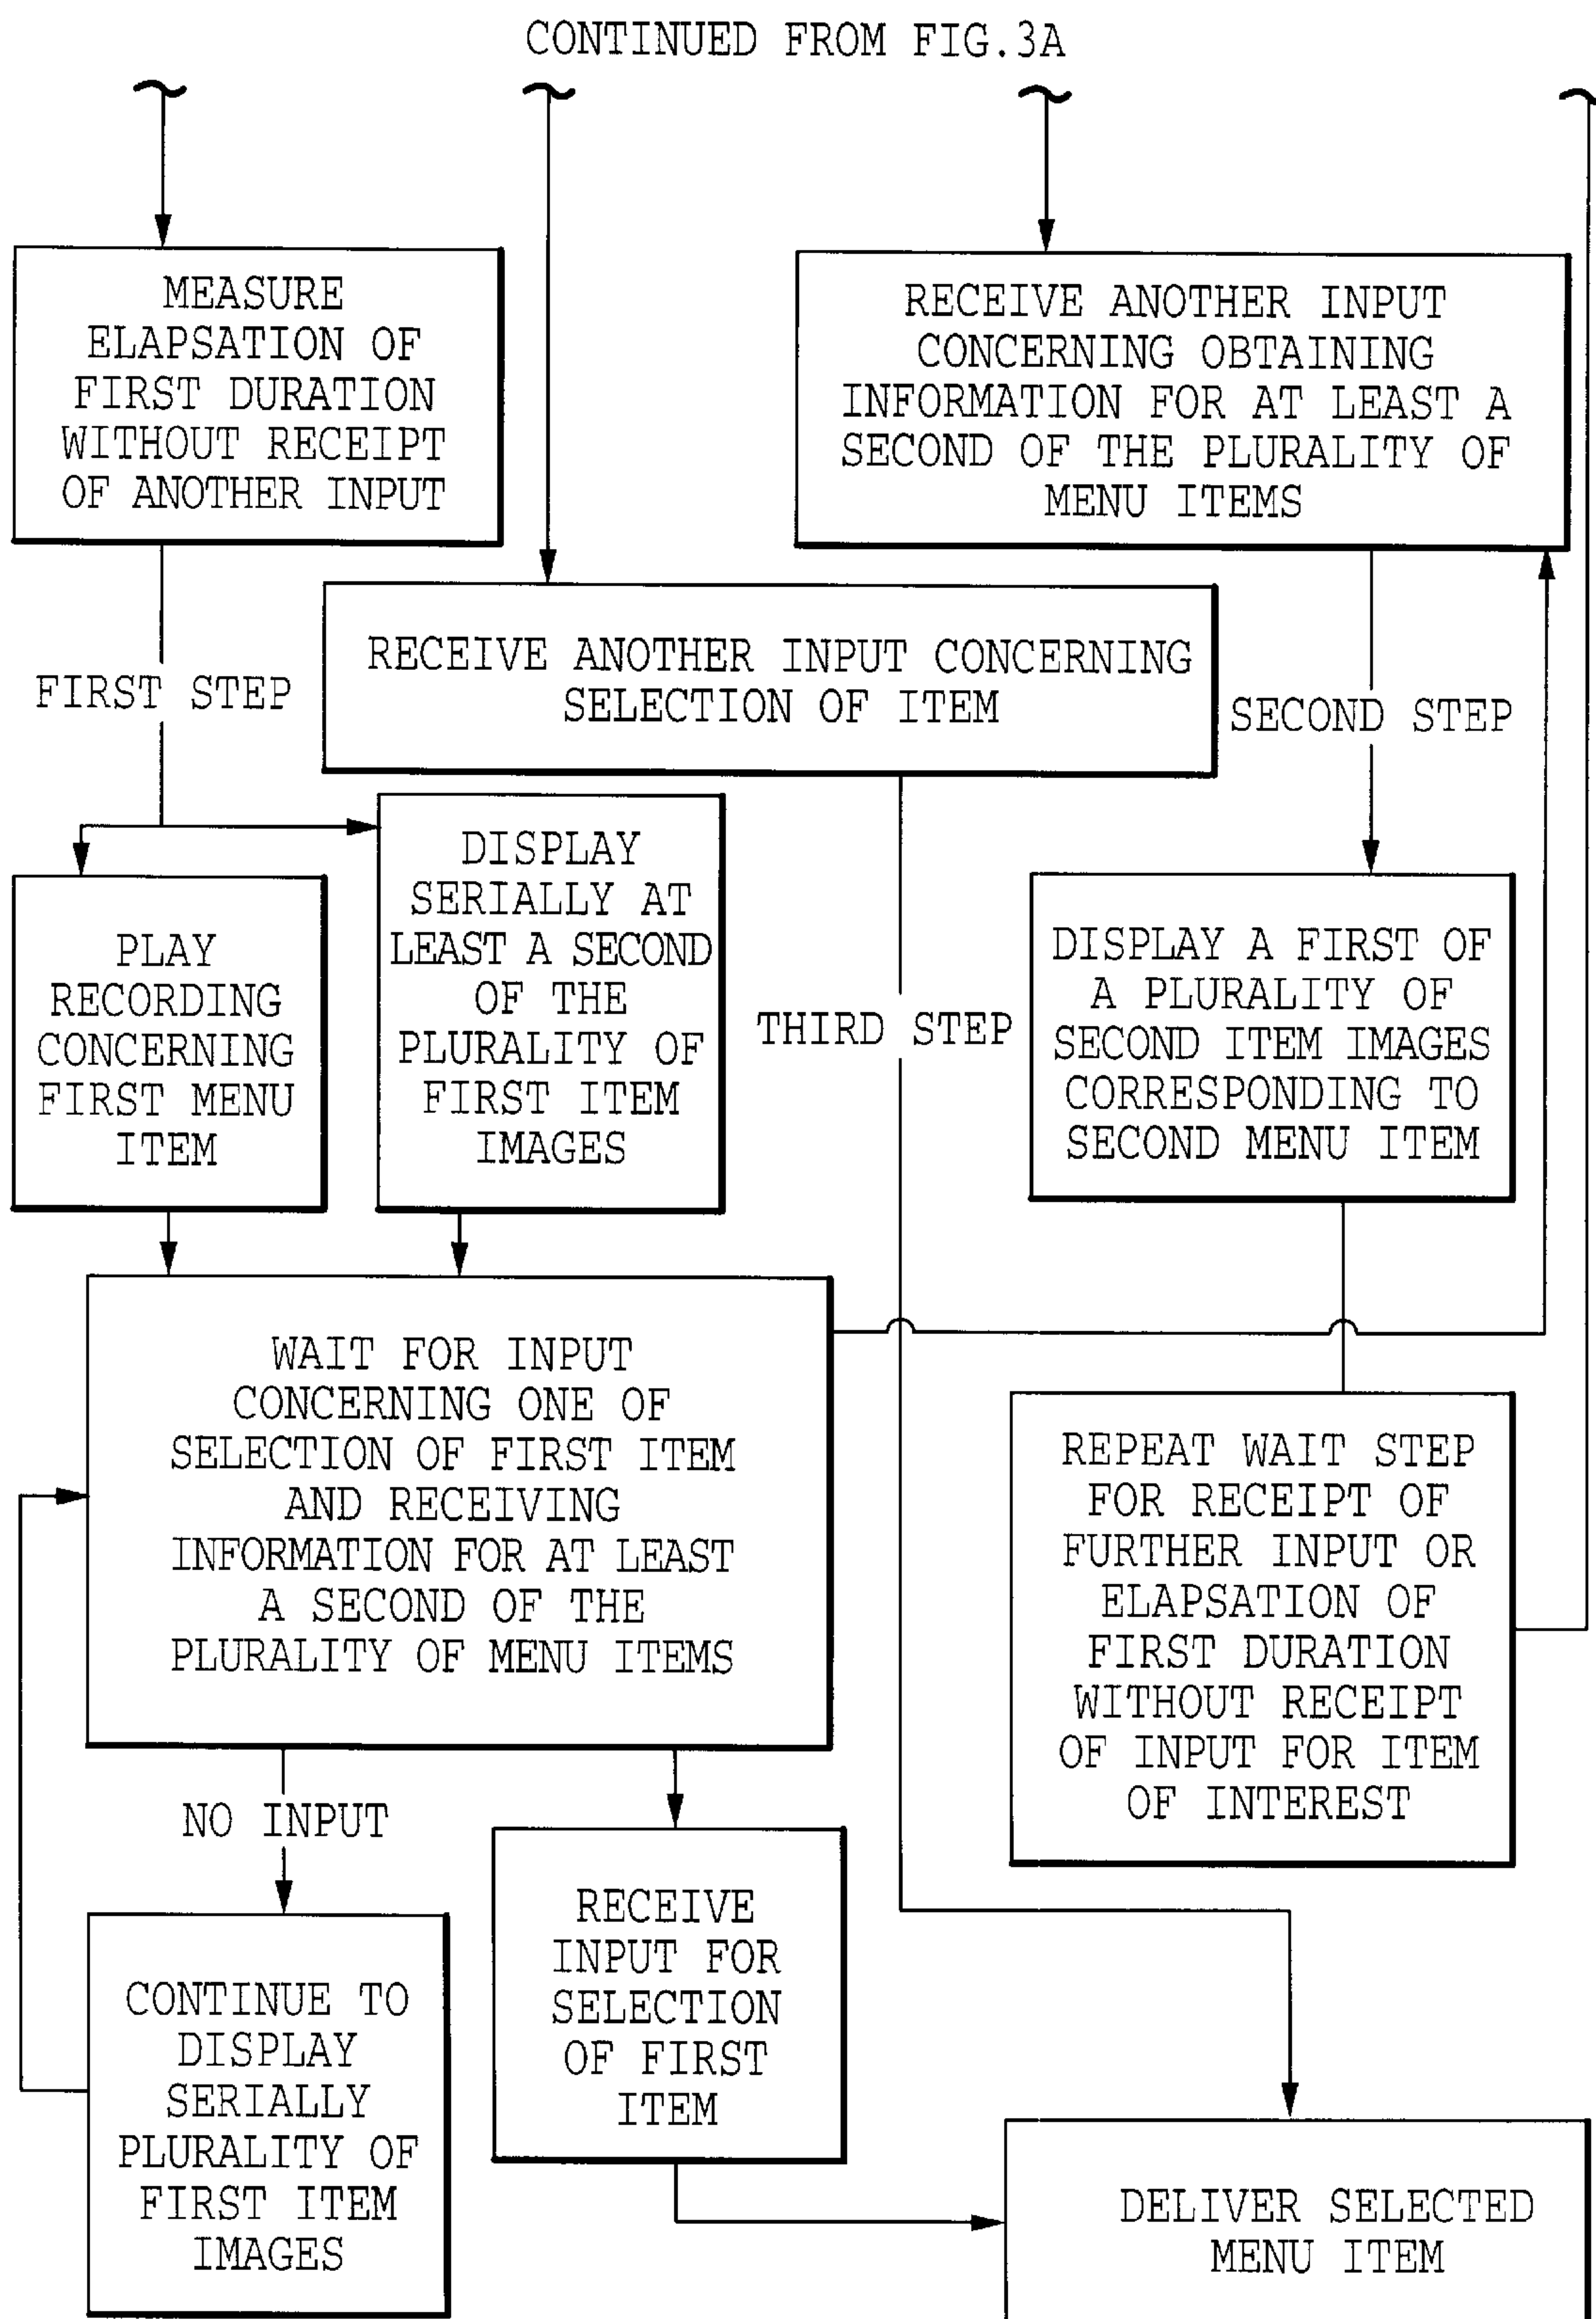 CONTINUED FROM FIG.3A
MEASURE
ELAPSATION OF
FIRST DURATION
WITHOUT RECEIPT
OF ANOTHER INPUT
RECEIVE ANOTHER INPUT
CONCERNING OBTAINING
INFORMATION FOR AT LEAST A
SECOND OF THE PLURALITY OF
MENU ITEMS
RECEIVE ANOTHER INPUT CONCERNING
SELECTION OF ITEM
FIRST STEP
SECOND STEP
PLAY
RECORDING
CONCERNING
FIRST MENU
ITEM
DISPLAY
SERIALLY AT
LEAST A SECOND
OF THE
PLURALITY OF
FIRST ITEM
IMAGES
THIRD STEP
DISPLAY A FIRST OF
A PLURALITY OF
SECOND ITEM IMAGES
CORRESPONDING TO
SECOND MENU ITEM
WAIT FOR INPUT
CONCERNING ONE OF
SELECTION OF FIRST ITEM
AND RECEIVING
INFORMATION FOR AT LEAST
A SECOND OF THE
PLURALITY OF MENU ITEMS
REPEAT WAIT STEP
FOR RECEIPT OF
FURTHER INPUT OR
ELAPSATION OF
FIRST DURATION
WITHOUT RECEIPT
OF INPUT FOR ITEM
OF INTEREST
NO INPUT
CONTINUE TO
DISPLAY
SERIALLY
PLURALITY OF
FIRST ITEM
IMAGES
RECEIVE
INPUT FOR
SELECTION
OF FIRST
ITEM
DELIVER SELECTED
MENU ITEM